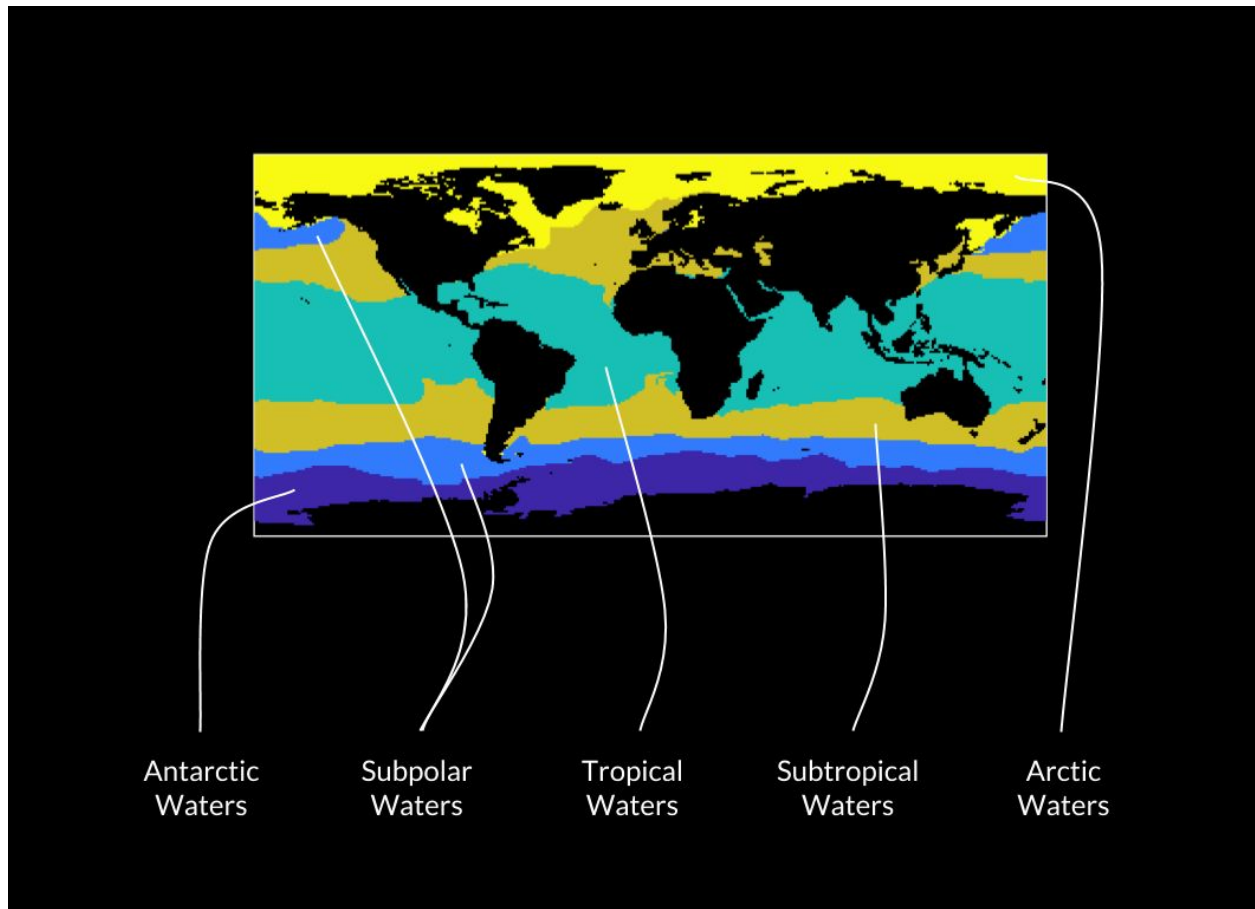 Antarctic
Waters
Subpolar
Waters
Tropical
Waters
Subtropical
Waters
Arctic
Waters